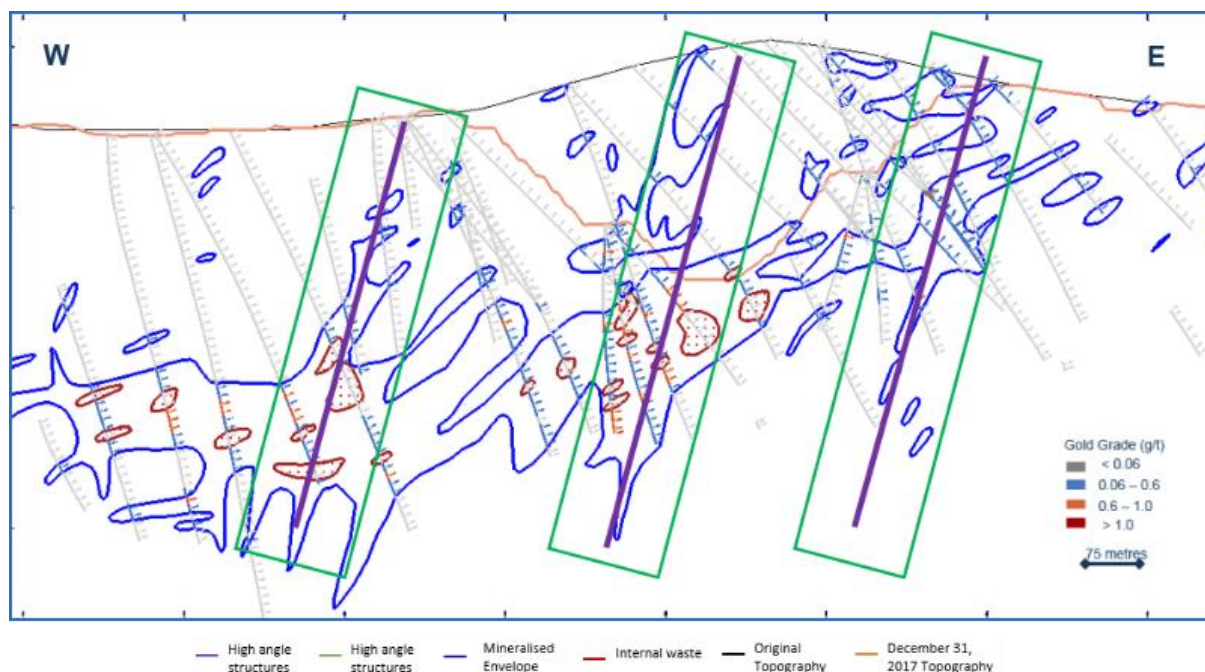 W
E
Gold Grade (g/t)
< 0.06
0.06 – 0.6
0.6 – 1.0
> 1.0
75 metres
High angle
structures
High angle
structures
Mineralised
Envelope
Internal waste
Original
Topography
December 31,
2017 Topography